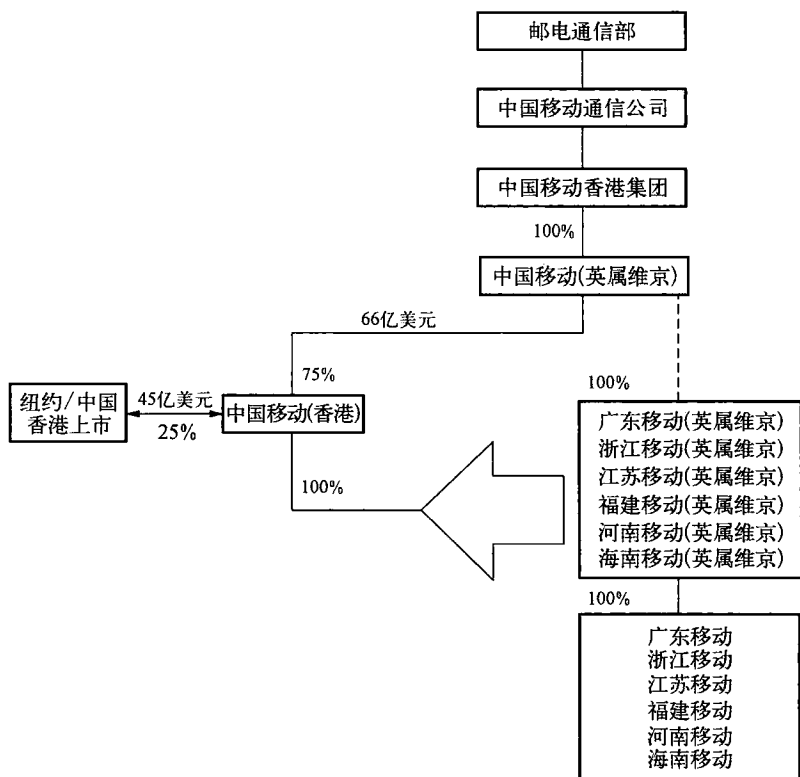 邮电通信部
中国移动通信公司
中国移动香港集团
100%
中国移动(英属维京)
66亿美元
75%
100%
纽约/中国
香港上市
45亿美元
25%
中国移动(香港)
100%
广东移动(英属维京)
浙江移动(英属维京)
江苏移动(英属维京)
福建移动(英属维京)
河南移动(英属维京)
海南移动(英属维京)
100%
广东移动
浙江移动
江苏移动
福建移动
河南移动
海南移动